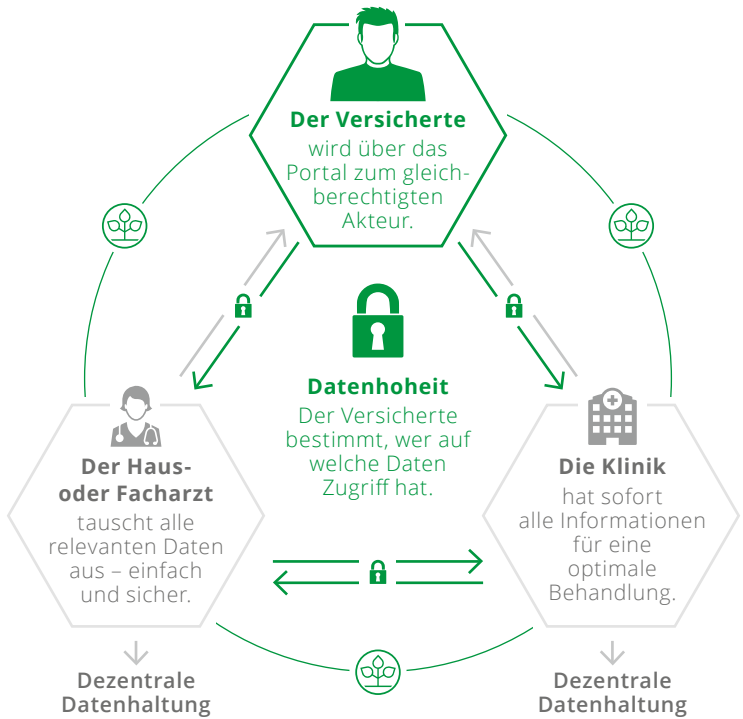 Der Versicherte
wird über das
Portal zum gleich-
berechtigten
Akteur.
Datenhoheit
Der Versicherte
bestimmt, wer auf
welche Daten
Zugriff hat.
Der Haus-
oder Facharzt
tauscht alle
relevanten Daten
aus – einfach
und sicher.
Die Klinik
hat sofort
alle Informationen
für eine
optimale
Behandlung.
Dezentrale
Datenhaltung
Dezentrale
Datenhaltung